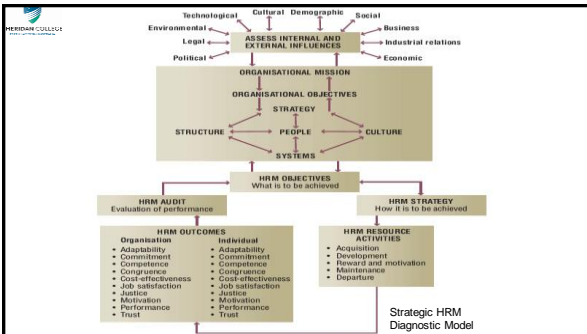 MERIDIAN COLLEGE
Technological Cultural Demographic Social
Environmental Business
Legal Industrial relations
Political Economic
ASSESS INTERNAL AND
EXTERNAL INFLUENCES
ORGANISATIONAL MISSION
ORGANISATIONAL OBJECTIVES
STRATEGY
STRUCTURE PEOPLE CULTURE
SYSTEMS
HRM OBJECTIVES
What is to be achieved
HRM AUDIT
Evaluation of performance
HRM STRATEGY
How it is to be achieved
HRM OUTCOMES
Organisation
• Adaptability
• Commitment
• Competence
• Congruence
• Cost-effectiveness
• Job satisfaction
• Justice
• Motivation
• Performance
• Trust
Individual
• Adaptability
• Commitment
• Competence
• Congruence
• Cost-effectiveness
• Job satisfaction
• Justice
• Motivation
• Performance
• Trust
HRM RESOURCE
ACTIVITIES
• Acquisition
• Development
• Reward and motivation
• Maintenance
• Departure
Strategic HRM
Diagnostic Model